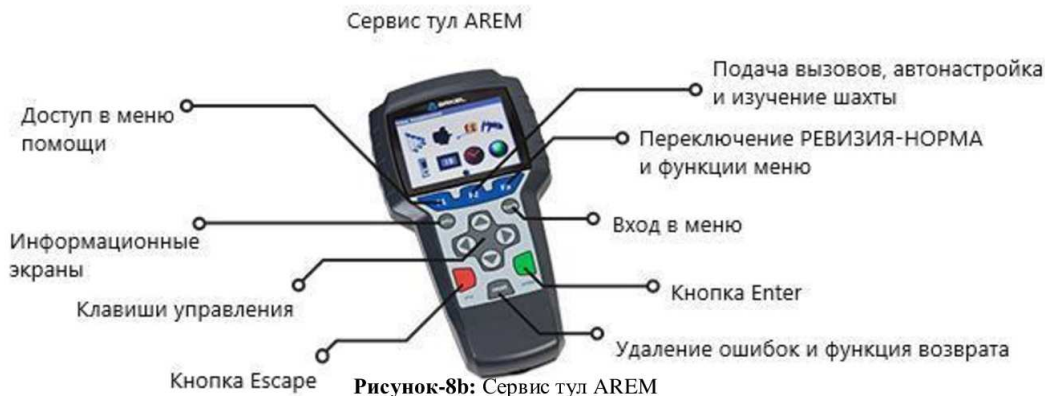 Сервис тул AREM
Доступ в меню
помощи
Информационные
экраны
Клавиши управления
Кнопка Escape
Подача вызовов, автонастройка
и изучение шахты
Переключение РЕВИЗИЯ-НОРМА
и функции меню
Вход в меню
Кнопка Enter
Удаление ошибок и функция возврата
Рисунок-8b: Сервис тул AREM